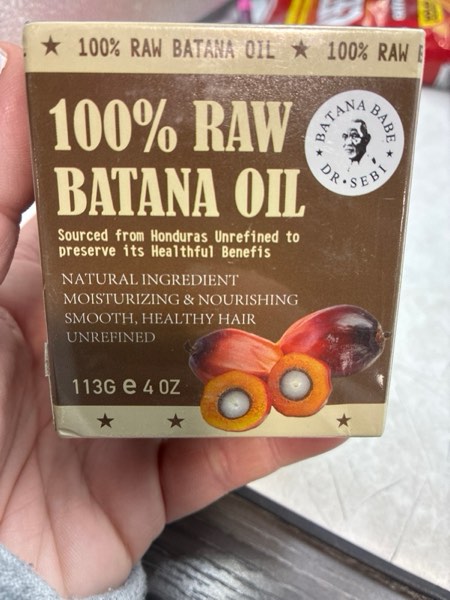 ★ 100% RAW BATANA OIL ★ 100% RAW
100% RAW
BATANA OIL
BATANA BABE
DR・SEBI
Sourced from Honduras Unrefined to
preserve its Healthful Benefis
NATURAL INGREDIENT
MOISTURIZING & NOURISHING
SMOOTH, HEALTHY HAIR
UNREFINED
113G e 4 OZ